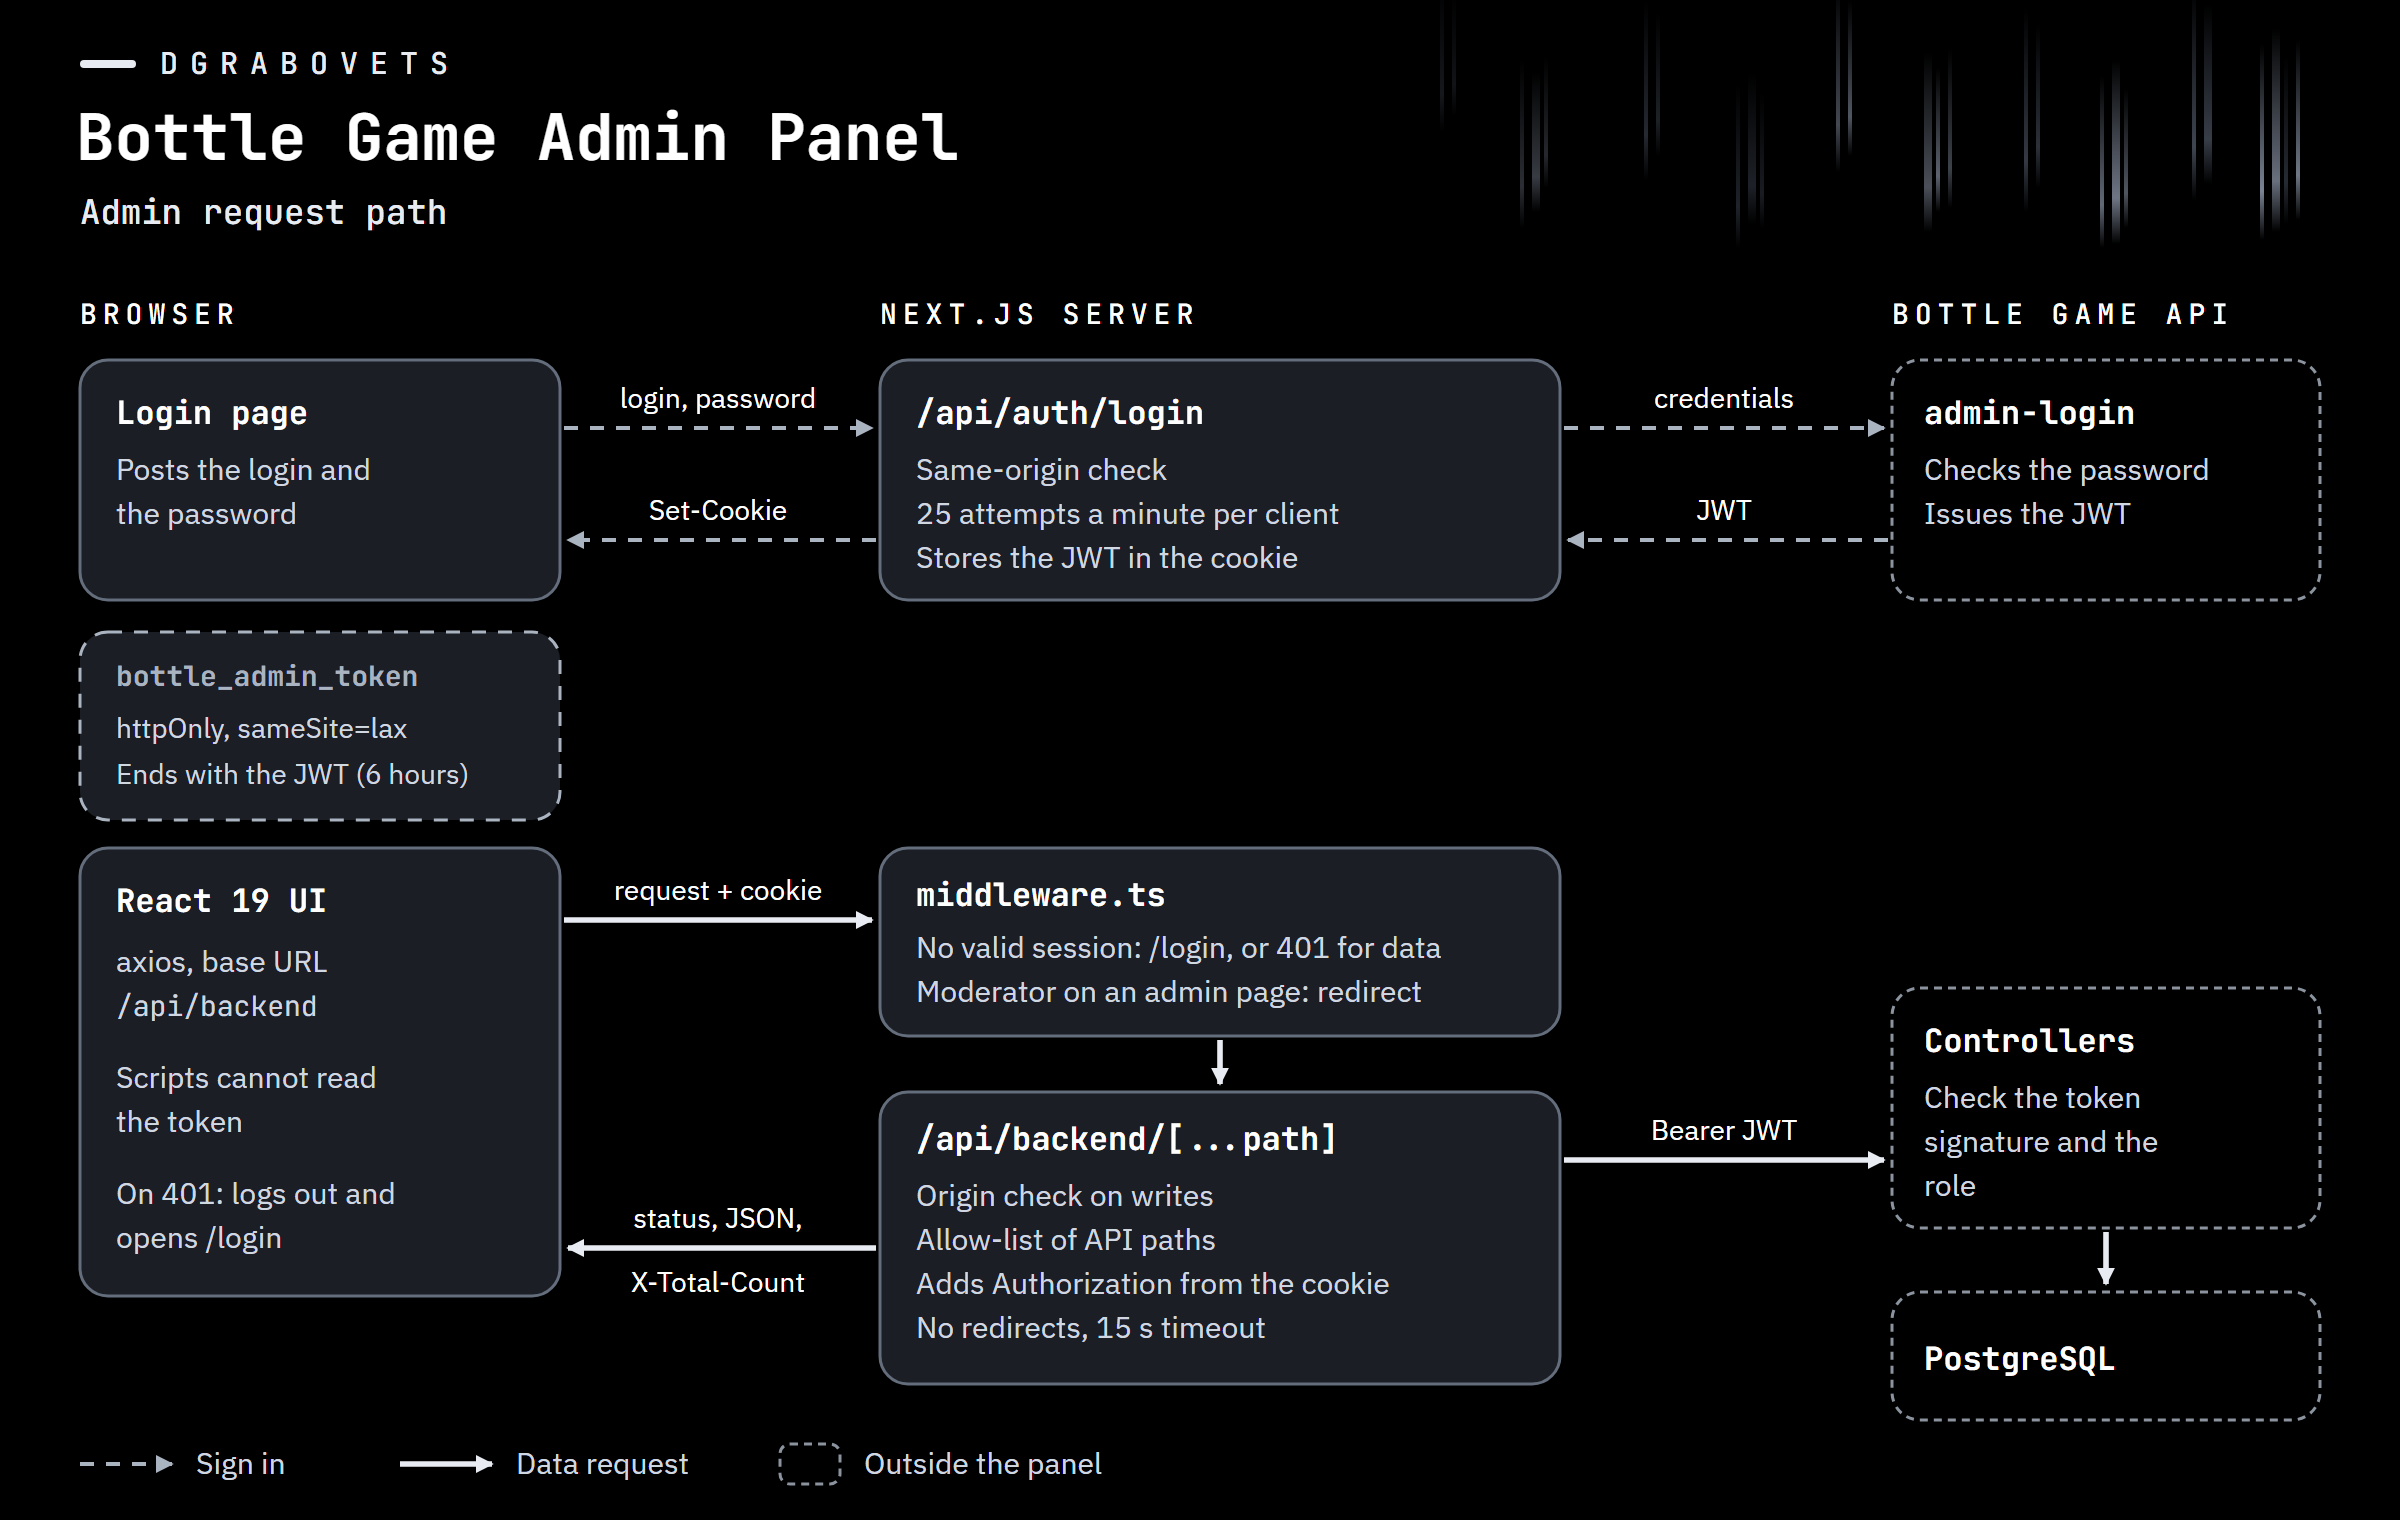 DGRABOVETS
Bottle Game Admin Panel
Admin request path
BROWSER
NEXT.JS SERVER
BOTTLE GAME API
Login page
Posts the login and
the password
login, password
Set-Cookie
/api/auth/login
Same-origin check
25 attempts a minute per client
Stores the JWT in the cookie
credentials
JWT
admin-login
Checks the password
Issues the JWT
bottle_admin_token
httpOnly, sameSite=lax
Ends with the JWT (6 hours)
React 19 UI
axios, base URL
/api/backend
Scripts cannot read
the token
On 401: logs out and
opens /login
request + cookie
status, JSON,
X-Total-Count
middleware.ts
No valid session: /login, or 401 for data
Moderator on an admin page: redirect
/api/backend/[...path]
Origin check on writes
Allow-list of API paths
Adds Authorization from the cookie
No redirects, 15 s timeout
Bearer JWT
Controllers
Check the token
signature and the
role
PostgreSQL
Sign in
Data request
Outside the panel